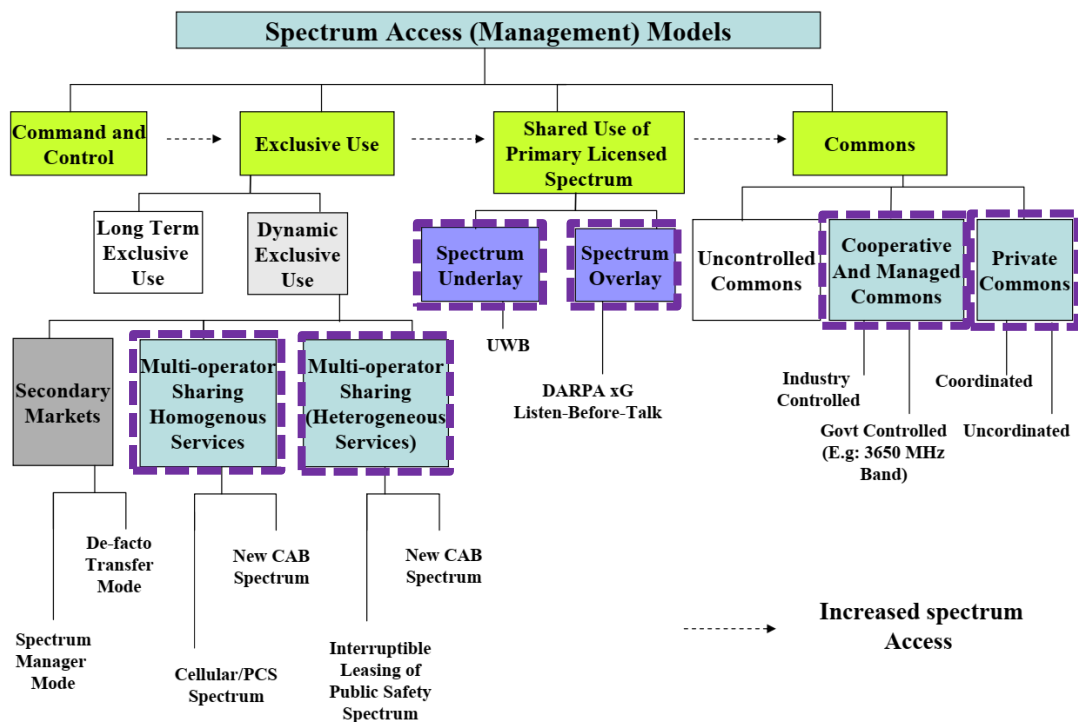 Spectrum Access (Management) Models
Command and
Control
Exclusive Use
Shared Use of
Primary Licensed
Spectrum
Commons
Long Term
Exclusive
Use
Dynamic
Exclusive
Use
Spectrum
Underlay
Spectrum
Overlay
Uncontrolled
Commons
Cooperative
And Managed
Commons
Private
Commons
UWB
DARPA xG
Listen-Before-Talk
Industry
Controlled
Govt Controlled
(E.g: 3650 MHz
Band)
Coordinated
Uncordinated
Secondary
Markets
Multi-operator
Sharing
Homogenous
Services
Multi-operator
Sharing
(Heterogeneous
Services)
De-facto
Transfer
Mode
Spectrum
Manager
Mode
New CAB
Spectrum
Cellular/PCS
Spectrum
New CAB
Spectrum
Interruptible
Leasing of
Public Safety
Spectrum
Increased spectrum
Access